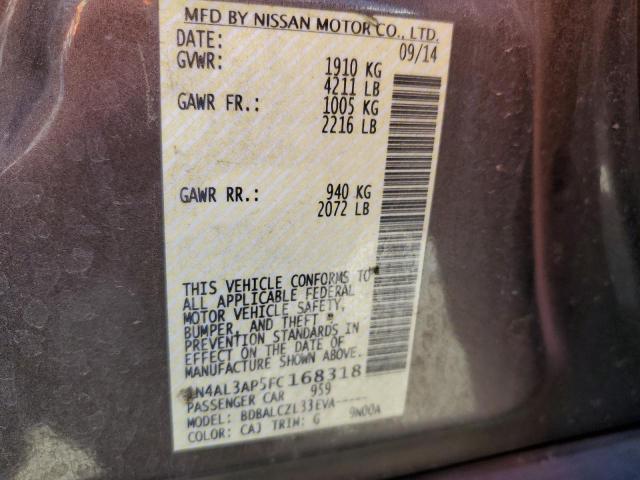 MFD BY NISSAN MOTOR CO., LTD.
DATE: 09/14
GVWR: 1910 KG
4211 LB
GAWR FR.: 1005 KG
2216 LB
GAWR RR.: 940 KG
2072 LB
THIS VEHICLE CONFORMS TO
ALL APPLICABLE FEDERAL
MOTOR VEHICLE SAFETY,
BUMPER, AND THEFT
PREVENTION STANDARDS IN
EFFECT ON THE DATE OF
MANUFACTURE SHOWN ABOVE.
1N4AL3AP5FC168318
PASSENGER CAR 9S9
MODEL: BDBALCZL33EVA-----
COLOR: CAJ TRIM: G 9N00A